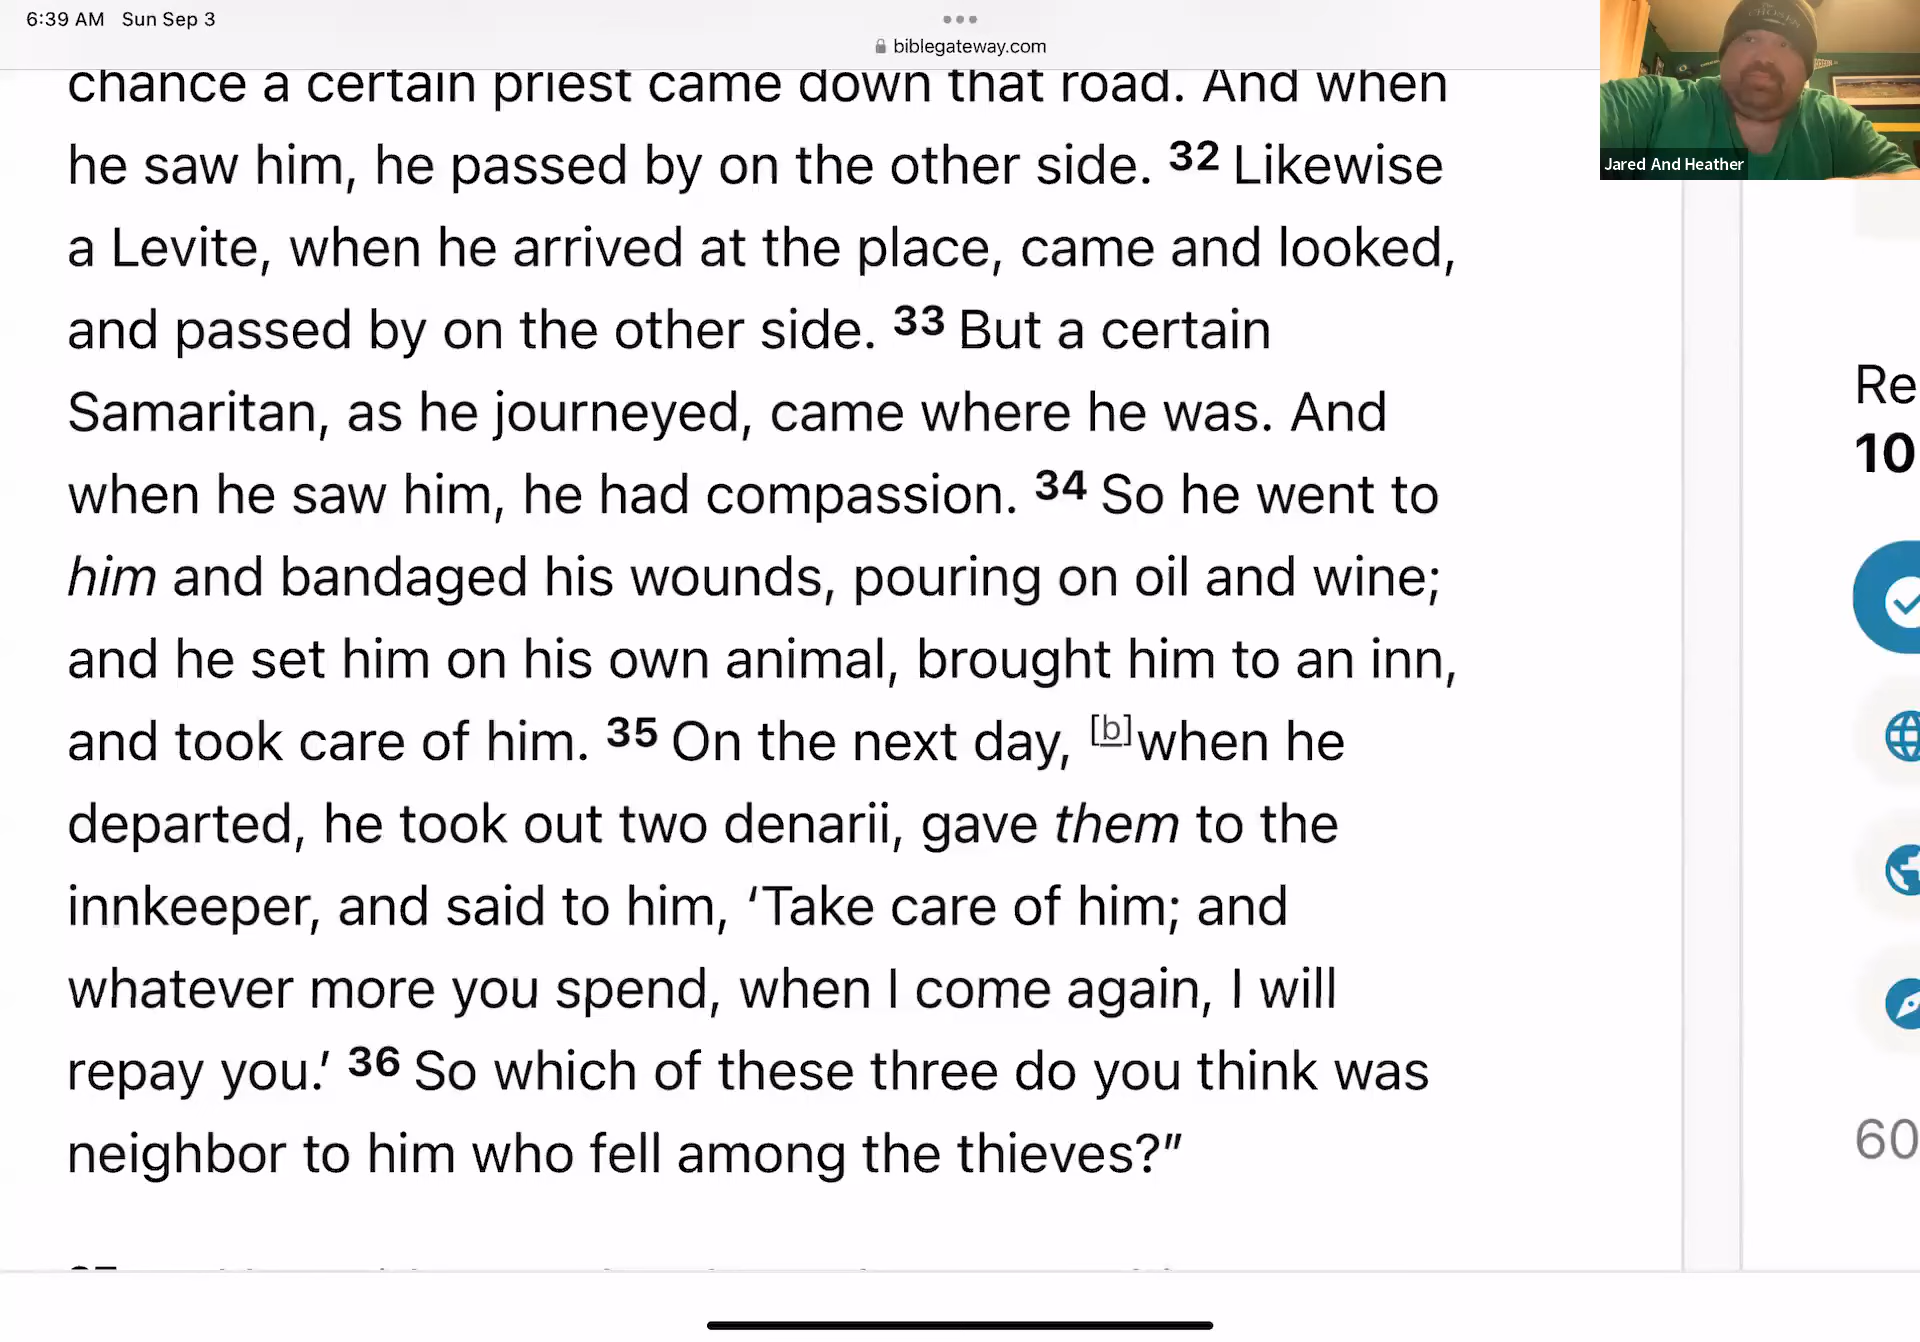 6:39 AM Sun Sep 3
biblegateway.com
chance a certain priest came down that road. And when
he saw him, he passed by on the other side. 32 Likewise
a Levite, when he arrived at the place, came and looked,
and passed by on the other side. 33 But a certain
Samaritan, as he journeyed, came where he was. And
when he saw him, he had compassion. 34 So he went to
him and bandaged his wounds, pouring on oil and wine;
and he set him on his own animal, brought him to an inn,
and took care of him. 35 On the next day, [b]when he
departed, he took out two denarii, gave them to the
innkeeper, and said to him, ‘Take care of him; and
whatever more you spend, when I come again, I will
repay you.’ 36 So which of these three do you think was
neighbor to him who fell among the thieves?”
Jared And Heather
Re
10
60